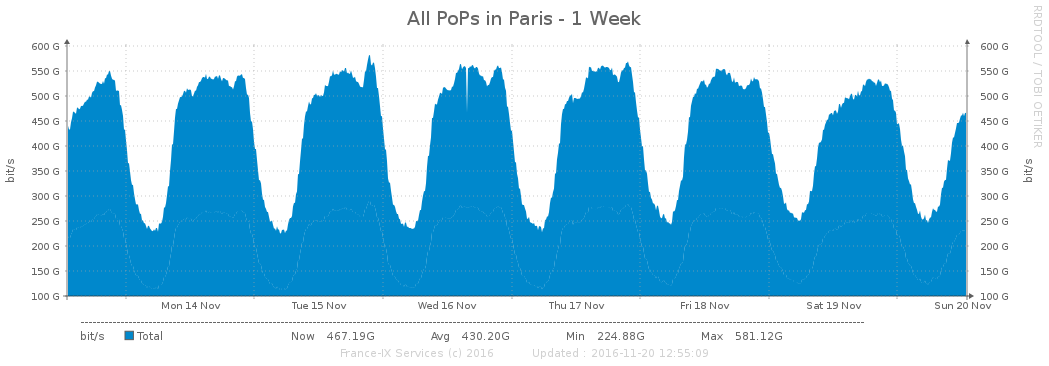 All PoPs in Paris - 1 Week
RRDTOOL / TOBI OETIKER
bit/s
bit/s
600 G 600 G
550 G 550 G
500 G 500 G
450 G 450 G
400 G 400 G
350 G 350 G
300 G 300 G
250 G 250 G
200 G 200 G
150 G 150 G
100 G 100 G
Mon 14 Nov Tue 15 Nov Wed 16 Nov Thu 17 Nov Fri 18 Nov Sat 19 Nov Sun 20 Nov
bit/s Total Now 467.19G Avg 430.20G Min 224.88G Max 581.12G
France-IX Services (c) 2016 Updated : 2016-11-20 12:55:09